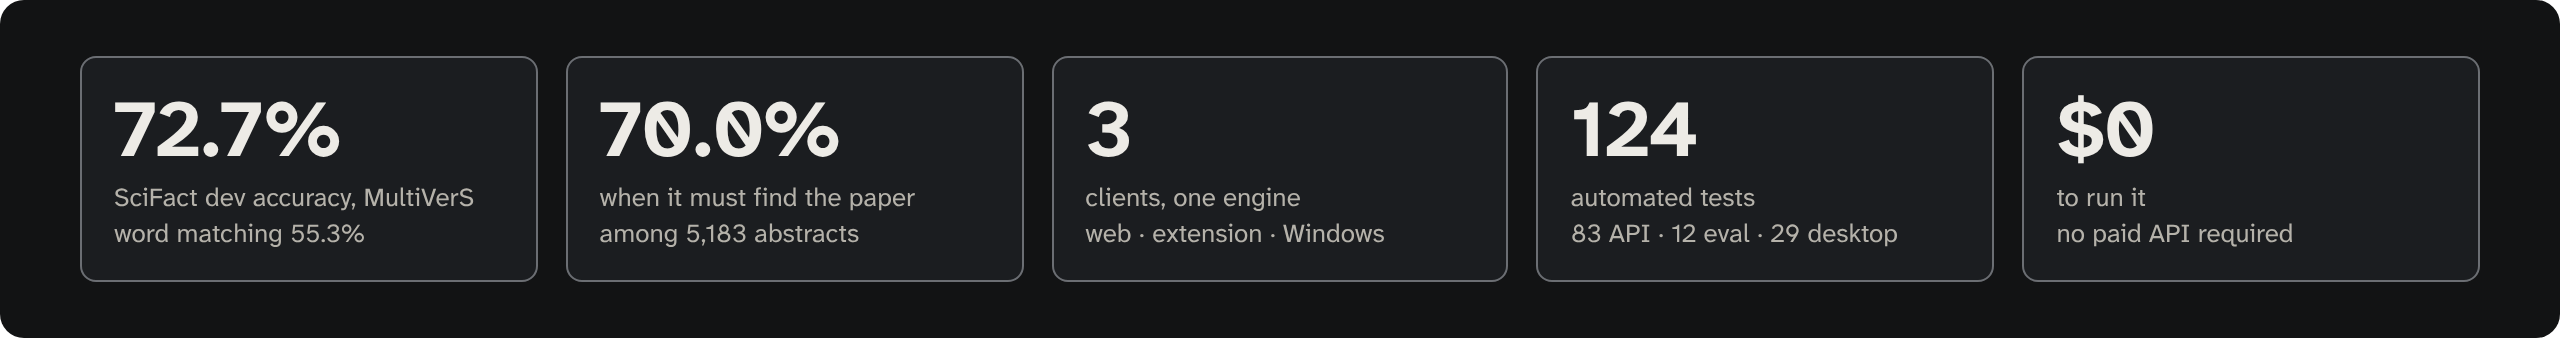 72.7%
SciFact dev accuracy, MultiVerS
word matching 55.3%
70.0%
when it must find the paper
among 5,183 abstracts
3
clients, one engine
web · extension · Windows
124
automated tests
83 API · 12 eval · 29 desktop
$0
to run it
no paid API required